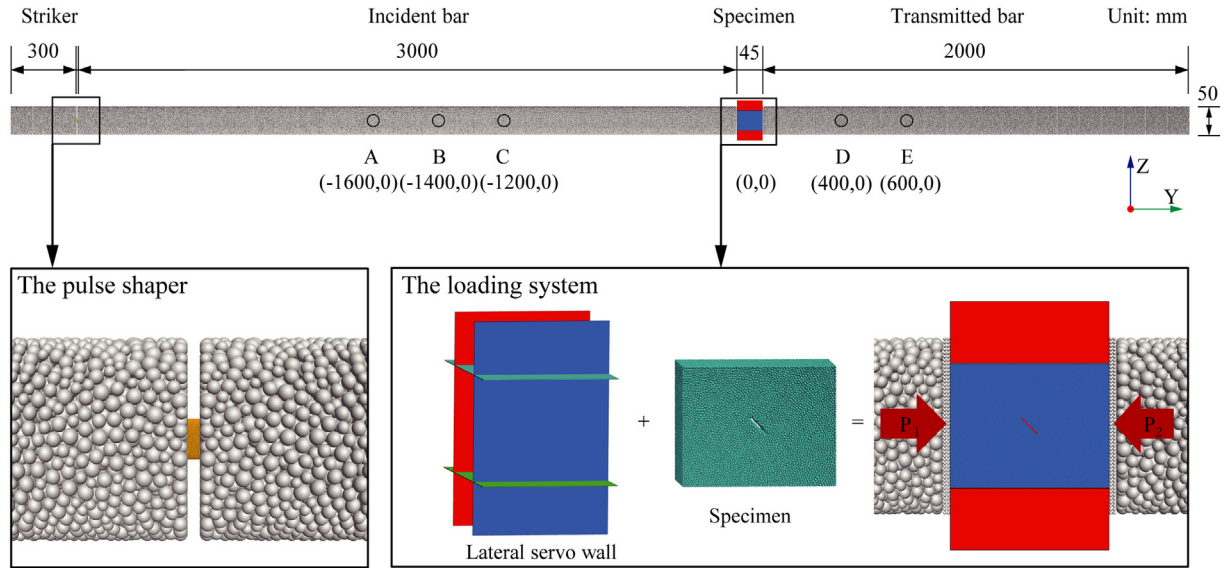 Striker Incident bar Specimen Transmitted bar Unit: mm
300 3000 45 2000
50
A B C D E
(-1600,0) (-1400,0) (-1200,0) (0,0) (400,0) (600,0)
Z
Y
The pulse shaper
The loading system
+ =
P1 P2
Specimen
Lateral servo wall